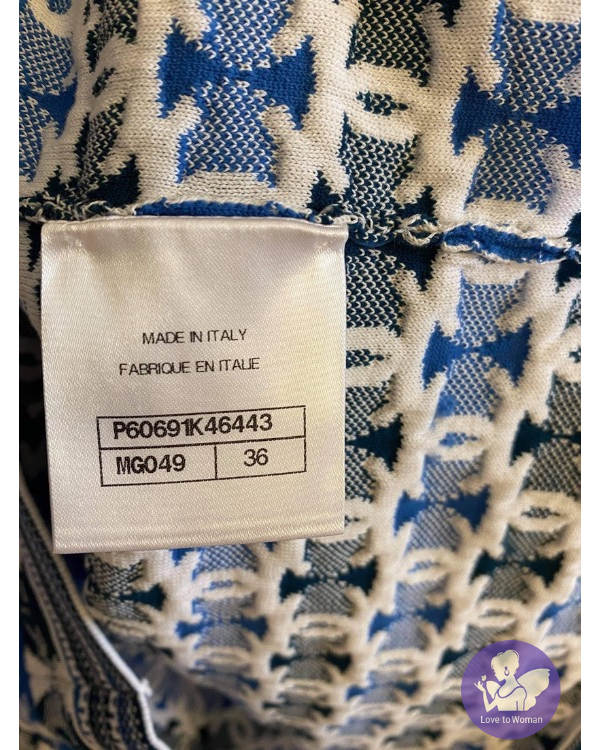 MADE IN ITALY
FABRIQUE EN ITALIE
P60691K46443
MG049 36
Love to Woman